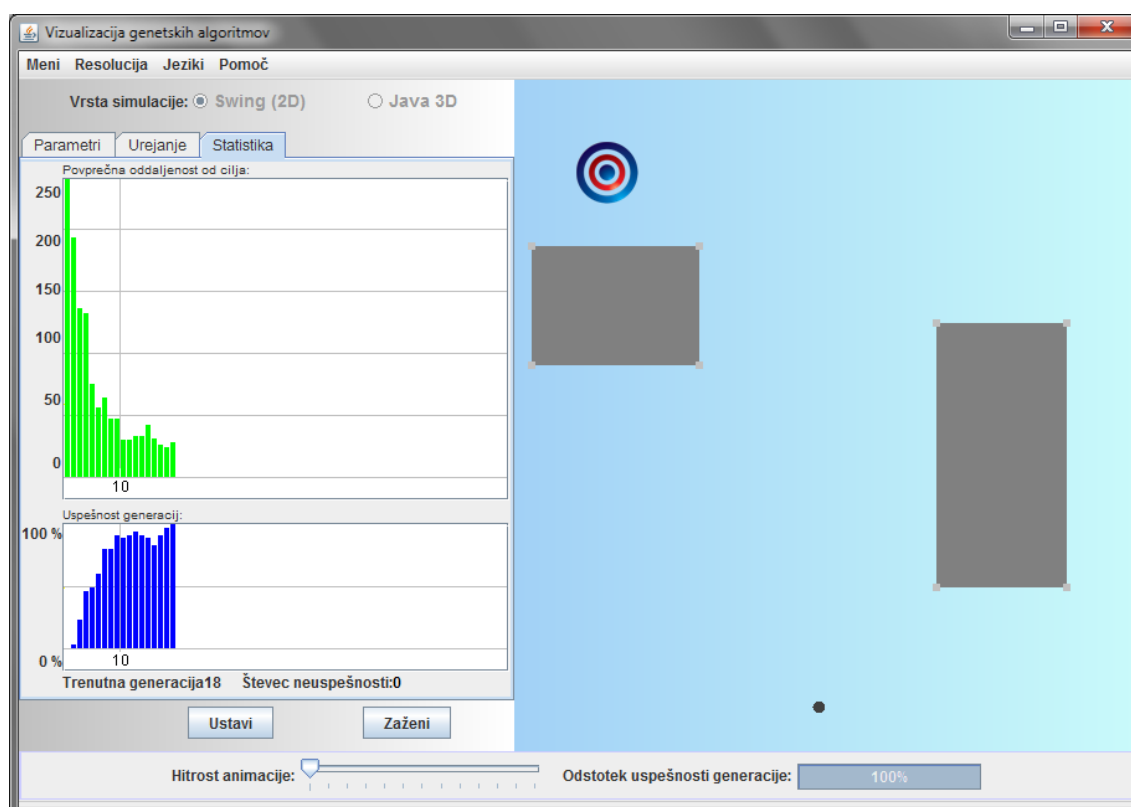 Vizualizacija genetskih algoritmov
Meni Resolucija Jeziki Pomoč
Vrsta simulacije: Swing (2D) Java 3D
Parametri Urejanje Statistika
Povprečna oddaljenost od cilja:
250
200
150
100
50
0
10
Uspešnost generacij:
100 %
0 %
10
Trenutna generacija18 Števec neuspešnosti:0
Ustavi Zaženi
Hitrost animacije: Odstotek uspešnosti generacije: 100%